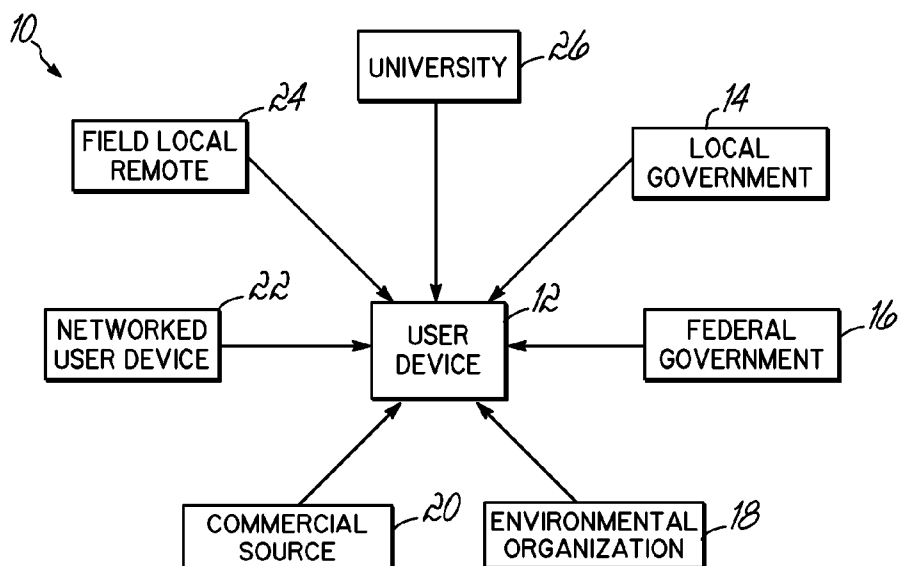 10
UNIVERSITY
26
24
FIELD LOCAL
REMOTE
14
LOCAL
GOVERNMENT
22
NETWORKED
USER DEVICE
12
USER
DEVICE
16
FEDERAL
GOVERNMENT
COMMERCIAL
SOURCE
20
ENVIRONMENTAL
ORGANIZATION
18